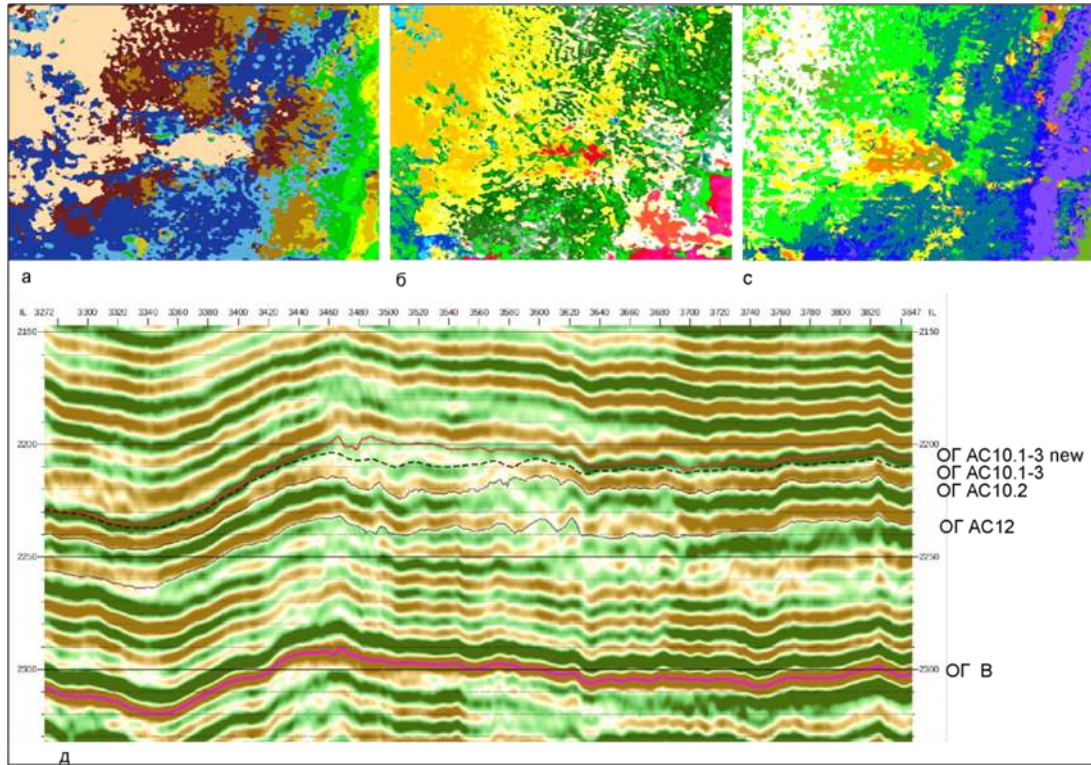 а
б
с
IL 3272 3300 3320 3340 3360 3380 3400 3420 3440 3460 3480 3500 3520 3540 3560 3580 3600 3620 3640 3660 3680 3700 3720 3740 3760 3780 3800 3820 3847 IL
2150 2150
2200 2200
2250 2250
2300 2300
ОГ АС10.1-3 new
ОГ АС10.1-3
ОГ АС10.2
ОГ АС12
ОГ В
д